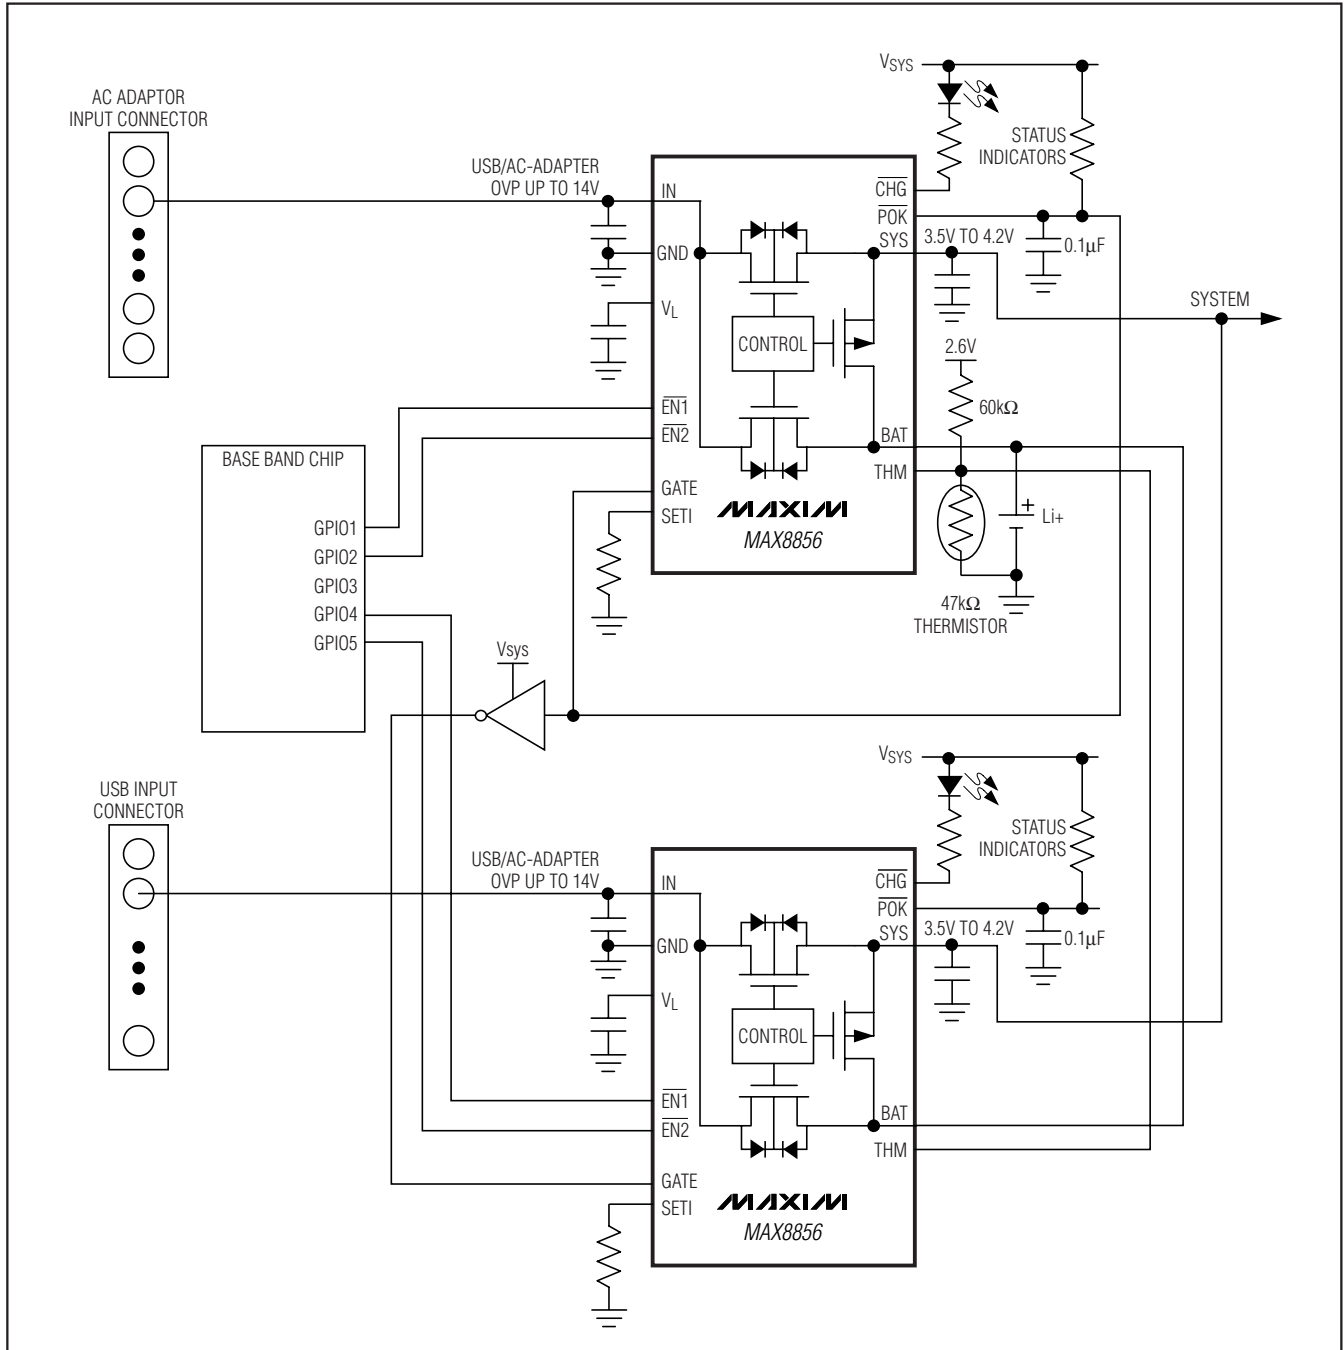 AC ADAPTOR
INPUT CONNECTOR
USB/AC-ADAPTER
OVP UP TO 14V
VSYS
STATUS
INDICATORS
IN
GND
VL
EN1
EN2
GATE
SETI
CHG
POK
SYS
CONTROL
BAT
THM
MAXIM
MAX8856
3.5V TO 4.2V
0.1µF
SYSTEM
2.6V
60kΩ
+
Li+
47kΩ
THERMISTOR
BASE BAND CHIP
GPIO1
GPIO2
GPIO3
GPIO4
GPIO5
Vsys
USB INPUT
CONNECTOR
USB/AC-ADAPTER
OVP UP TO 14V
VSYS
STATUS
INDICATORS
IN
GND
VL
EN1
EN2
GATE
SETI
CHG
POK
SYS
CONTROL
BAT
THM
MAXIM
MAX8856
3.5V TO 4.2V
0.1µF